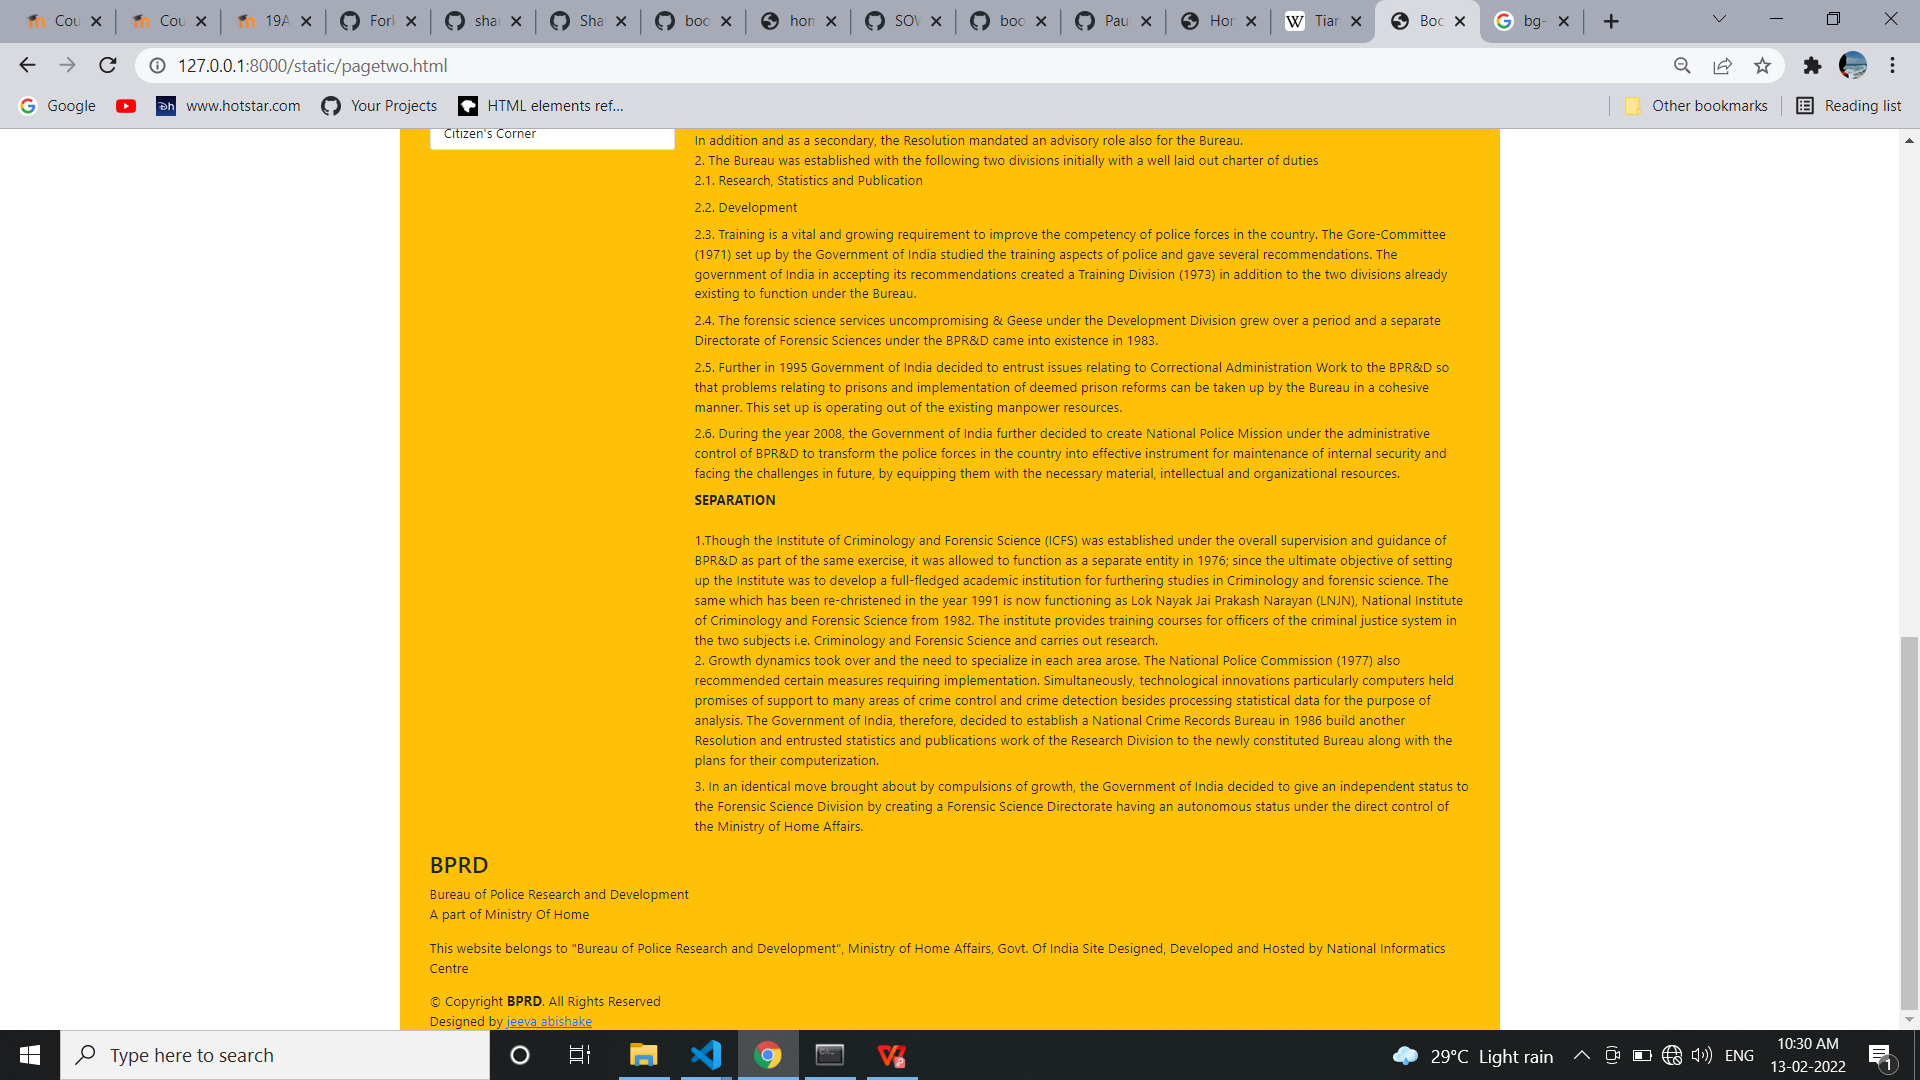 Cou
Cou
19A
Fork
shar
Sha
boo
hom
SOV
boo
Pau
Hor
Tian
Boo
bg-
127.0.0.1:8000/static/pagetwo.html
Google
www.hotstar.com
Your Projects
HTML elements ref...
Other bookmarks
Reading list
Citizen's Corner
In addition and as a secondary, the Resolution mandated an advisory role also for the Bureau.
2. The Bureau was established with the following two divisions initially with a well laid out charter of duties
2.1. Research, Statistics and Publication
2.2. Development
2.3. Training is a vital and growing requirement to improve the competency of police forces in the country. The Gore-Committee
(1971) set up by the Government of India studied the training aspects of police and gave several recommendations. The
government of India in accepting its recommendations created a Training Division (1973) in addition to the two divisions already
existing to function under the Bureau.
2.4. The forensic science services uncompromising & Geese under the Development Division grew over a period and a separate
Directorate of Forensic Sciences under the BPR&D came into existence in 1983.
2.5. Further in 1995 Government of India decided to entrust issues relating to Correctional Administration Work to the BPR&D so
that problems relating to prisons and implementation of deemed prison reforms can be taken up by the Bureau in a cohesive
manner. This set up is operating out of the existing manpower resources.
2.6. During the year 2008, the Government of India further decided to create National Police Mission under the administrative
control of BPR&D to transform the police forces in the country into effective instrument for maintenance of internal security and
facing the challenges in future, by equipping them with the necessary material, intellectual and organizational resources.
SEPARATION
1.Though the Institute of Criminology and Forensic Science (ICFS) was established under the overall supervision and guidance of
BPR&D as part of the same exercise, it was allowed to function as a separate entity in 1976; since the ultimate objective of setting
up the Institute was to develop a full-fledged academic institution for furthering studies in Criminology and forensic science. The
same which has been re-christened in the year 1991 is now functioning as Lok Nayak Jai Prakash Narayan (LNJN), National Institute
of Criminology and Forensic Science from 1982. The institute provides training courses for officers of the criminal justice system in
the two subjects i.e. Criminology and Forensic Science and carries out research.
2. Growth dynamics took over and the need to specialize in each area arose. The National Police Commission (1977) also
recommended certain measures requiring implementation. Simultaneously, technological innovations particularly computers held
promises of support to many areas of crime control and crime detection besides processing statistical data for the purpose of
analysis. The Government of India, therefore, decided to establish a National Crime Records Bureau in 1986 build another
Resolution and entrusted statistics and publications work of the Research Division to the newly constituted Bureau along with the
plans for their computerization.
3. In an identical move brought about by compulsions of growth, the Government of India decided to give an independent status to
the Forensic Science Division by creating a Forensic Science Directorate having an autonomous status under the direct control of
the Ministry of Home Affairs.
BPRD
Bureau of Police Research and Development
A part of Ministry Of Home
This website belongs to "Bureau of Police Research and Development", Ministry of Home Affairs, Govt. Of India Site Designed, Developed and Hosted by National Informatics
Centre
© Copyright BPRD. All Rights Reserved
Designed by jeeva abishake
Type here to search
29°C Light rain
ENG
10:30 AM
13-02-2022
1